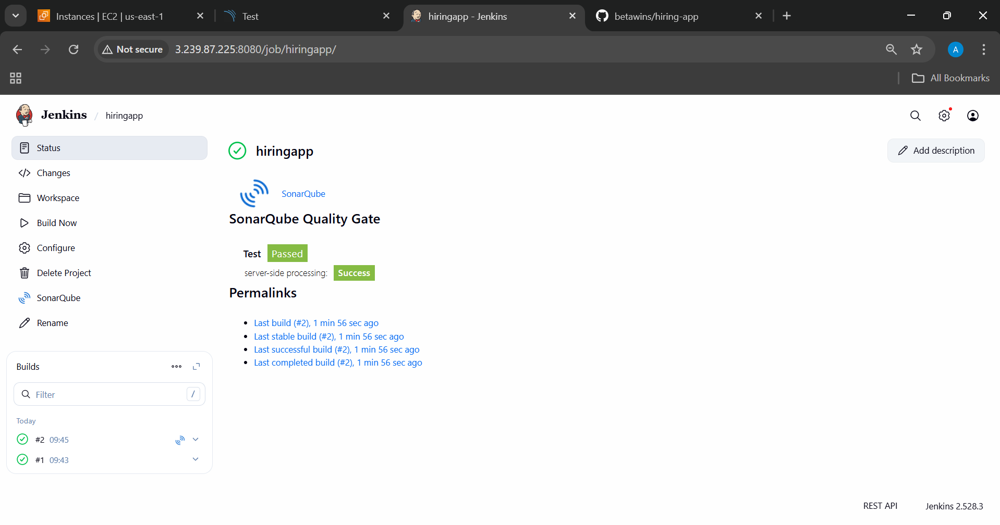 Instances | EC2 | us-east-1
Test
hiringapp - Jenkins
betawins/hiring-app
Not secure
3.239.87.225:8080/job/hiringapp/
A
All Bookmarks
Jenkins / hiringapp
Status
Changes
Workspace
Build Now
Configure
Delete Project
SonarQube
Rename
Builds
Filter /
Today
#2 09:45
#1 09:43
hiringapp
Add description
SonarQube
SonarQube Quality Gate
Test Passed
server-side processing: Success
Permalinks
Last build (#2), 1 min 56 sec ago
Last stable build (#2), 1 min 56 sec ago
Last successful build (#2), 1 min 56 sec ago
Last completed build (#2), 1 min 56 sec ago
REST API
Jenkins 2.528.3